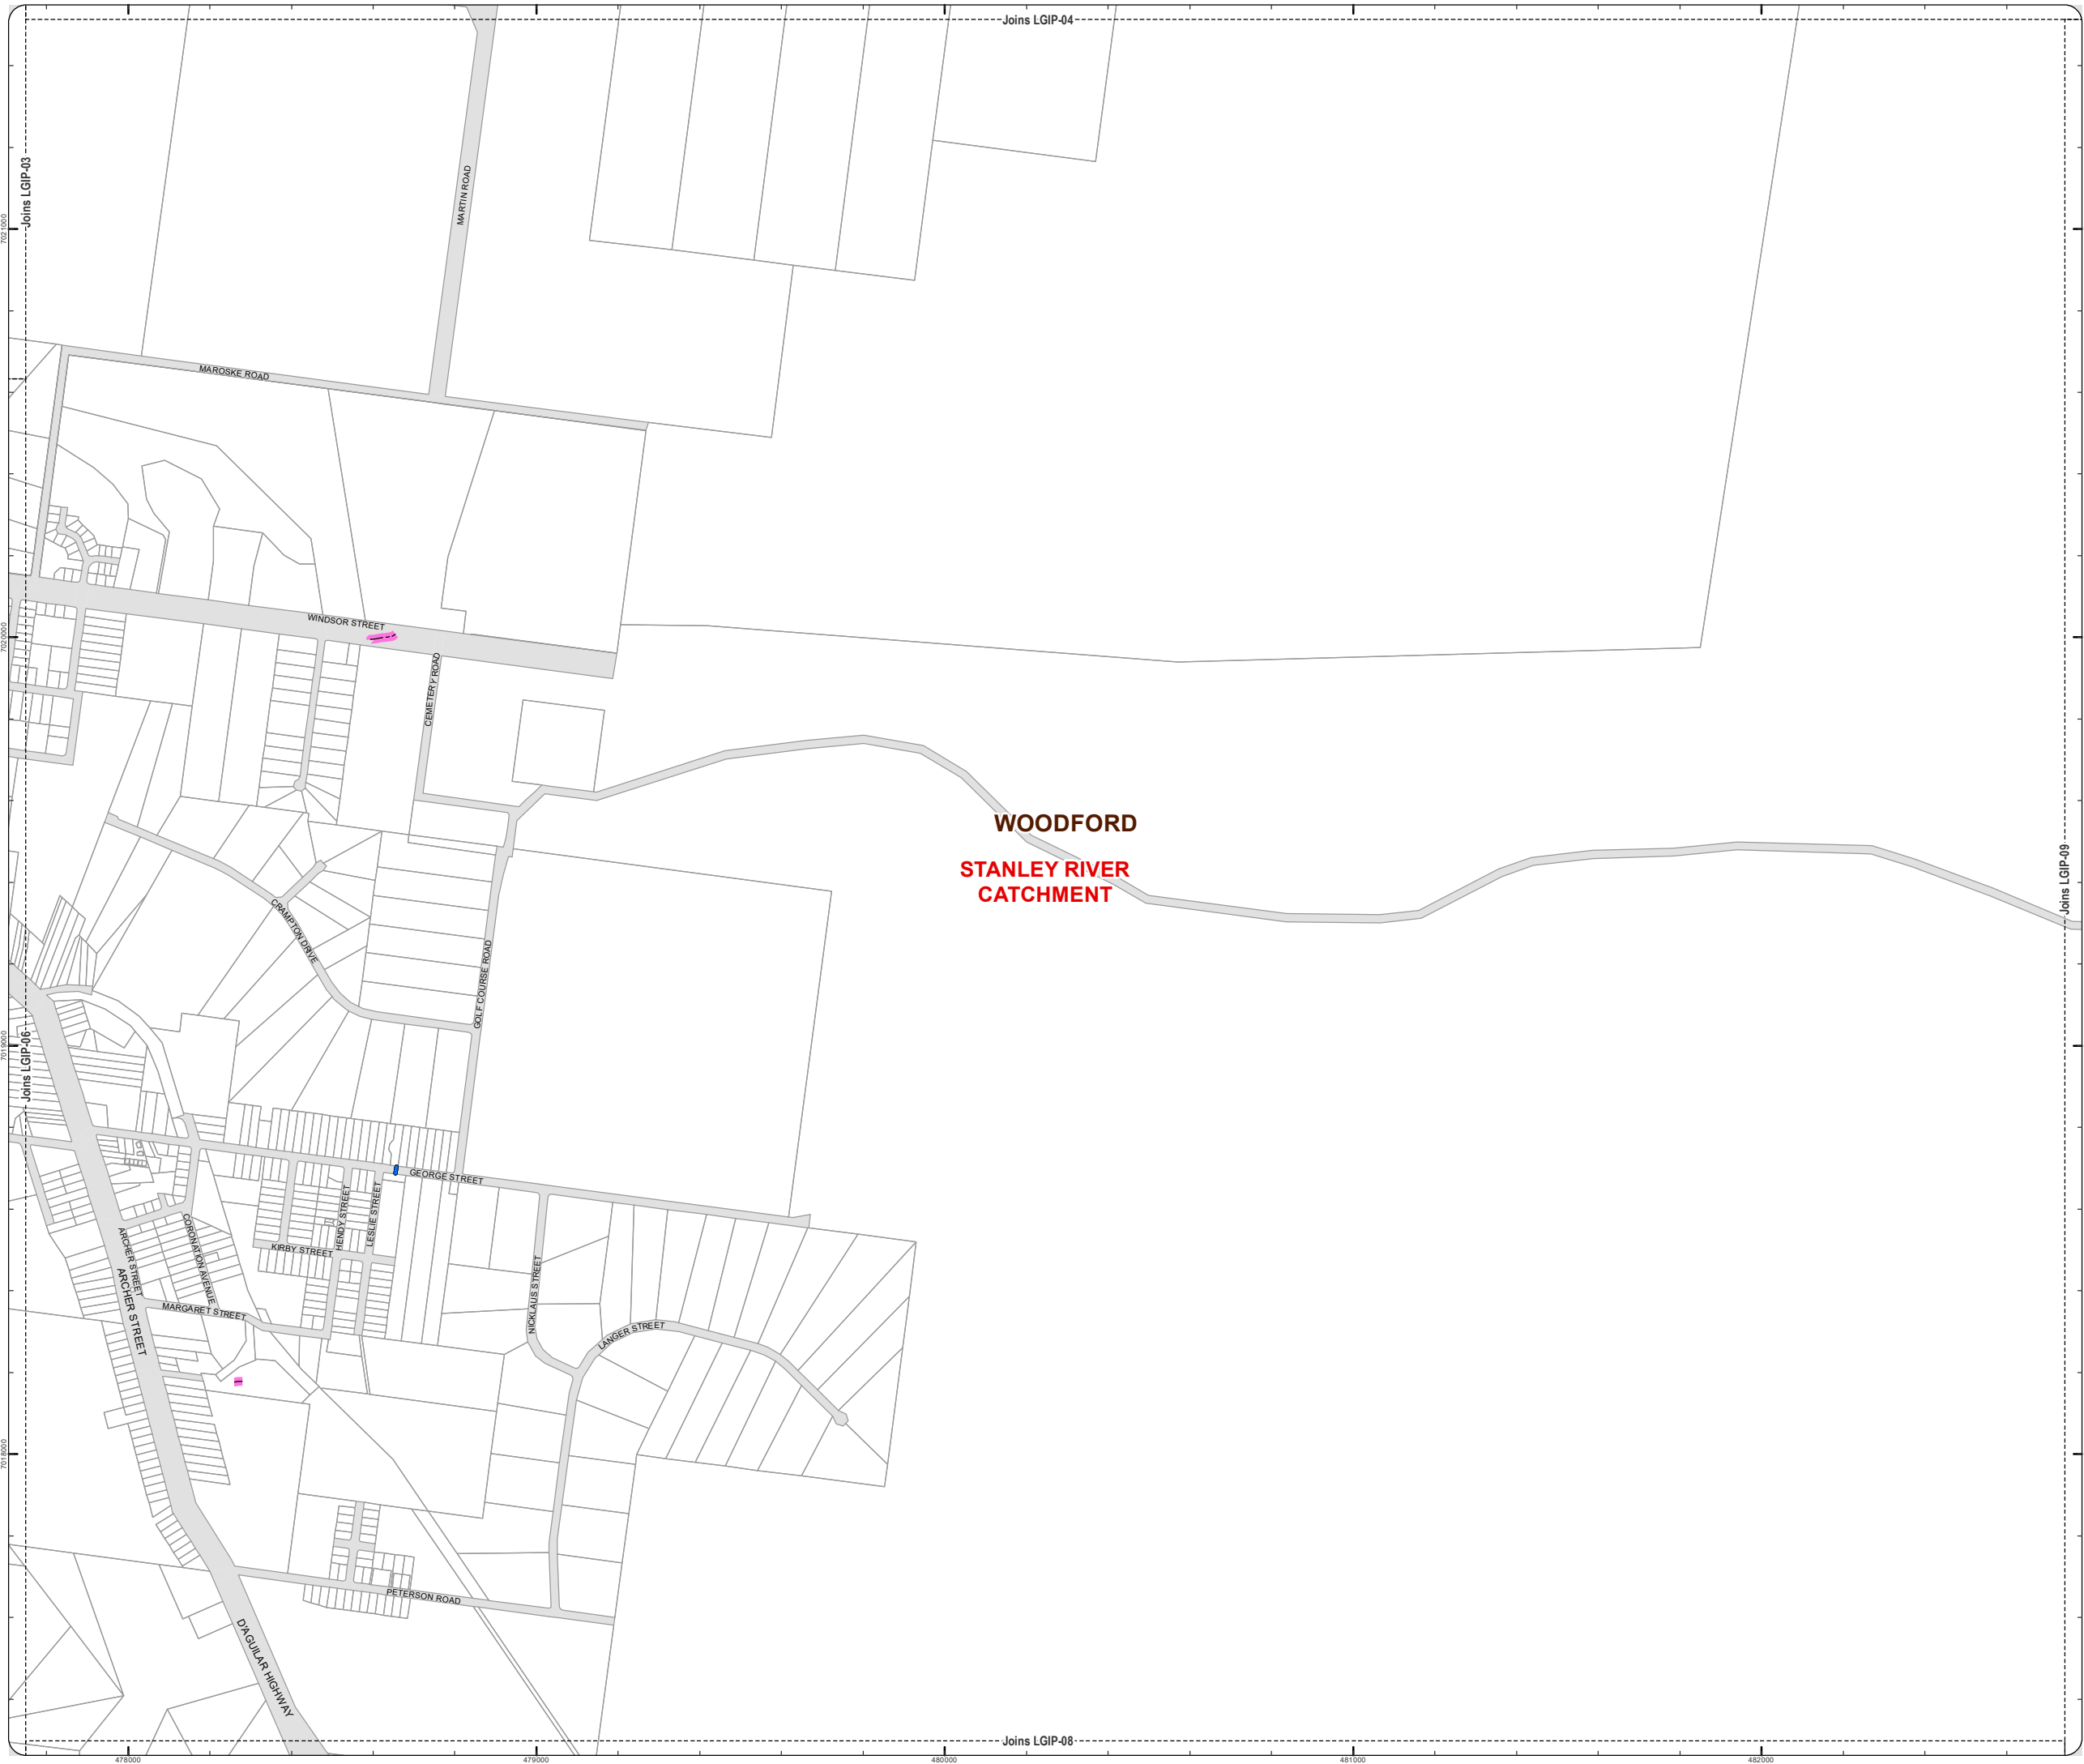 Joins LGIP-04
Joins LGIP-03
7021000
MARTIN ROAD
MAROSKE ROAD
WINDSOR STREET
7020000
CEMETERY ROAD
WOODFORD
STANLEY RIVER
CATCHMENT
Joins LGIP-09
CRAMPTON DRIVE
GOLF COURSE ROAD
7019000
Joins LGIP-06
GEORGE STREET
HENDY STREET
LESLIE STREET
KIRBY STREET
CORONATION AVENUE
ARCHER STREET
ARCHER STREET
MARGARET STREET
NICKLAUS STREET
LANGER STREET
7018000
PETERSON ROAD
D'AGUILAR HIGHWAY
Joins LGIP-08
478000
479000
480000
481000
482000